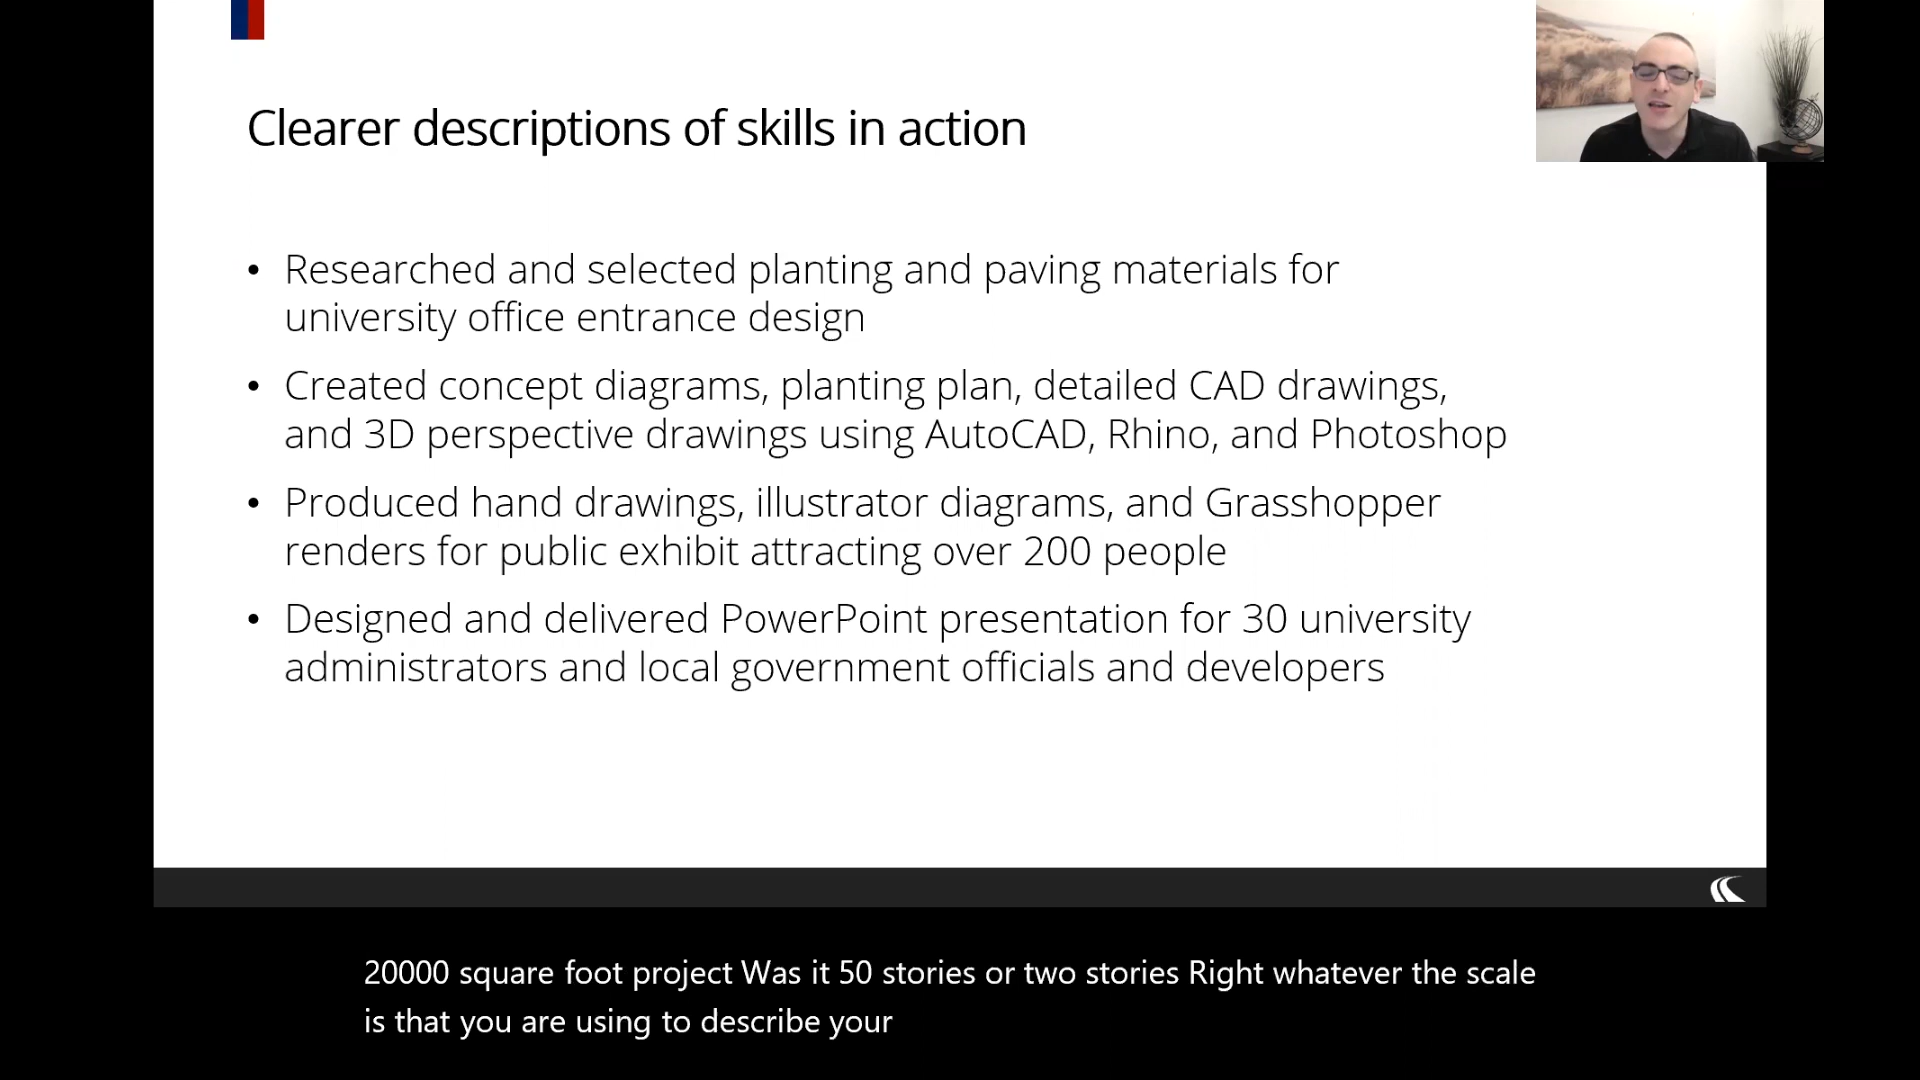 Clearer descriptions of skills in action
• Researched and selected planting and paving materials for
university office entrance design
• Created concept diagrams, planting plan, detailed CAD drawings,
and 3D perspective drawings using AutoCAD, Rhino, and Photoshop
• Produced hand drawings, illustrator diagrams, and Grasshopper
renders for public exhibit attracting over 200 people
• Designed and delivered PowerPoint presentation for 30 university
administrators and local government officials and developers
20000 square foot project Was it 50 stories or two stories Right whatever the scale
is that you are using to describe your